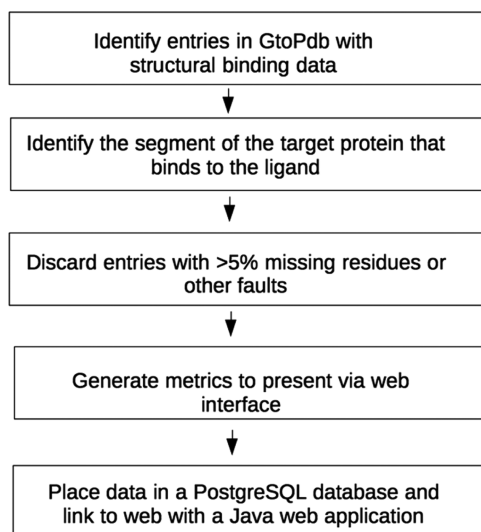 Identify entries in GtoPdb with
structural binding data
Identify the segment of the target protein that
binds to the ligand
Discard entries with >5% missing residues or
other faults
Generate metrics to present via web
interface
Place data in a PostgreSQL database and
link to web with a Java web application